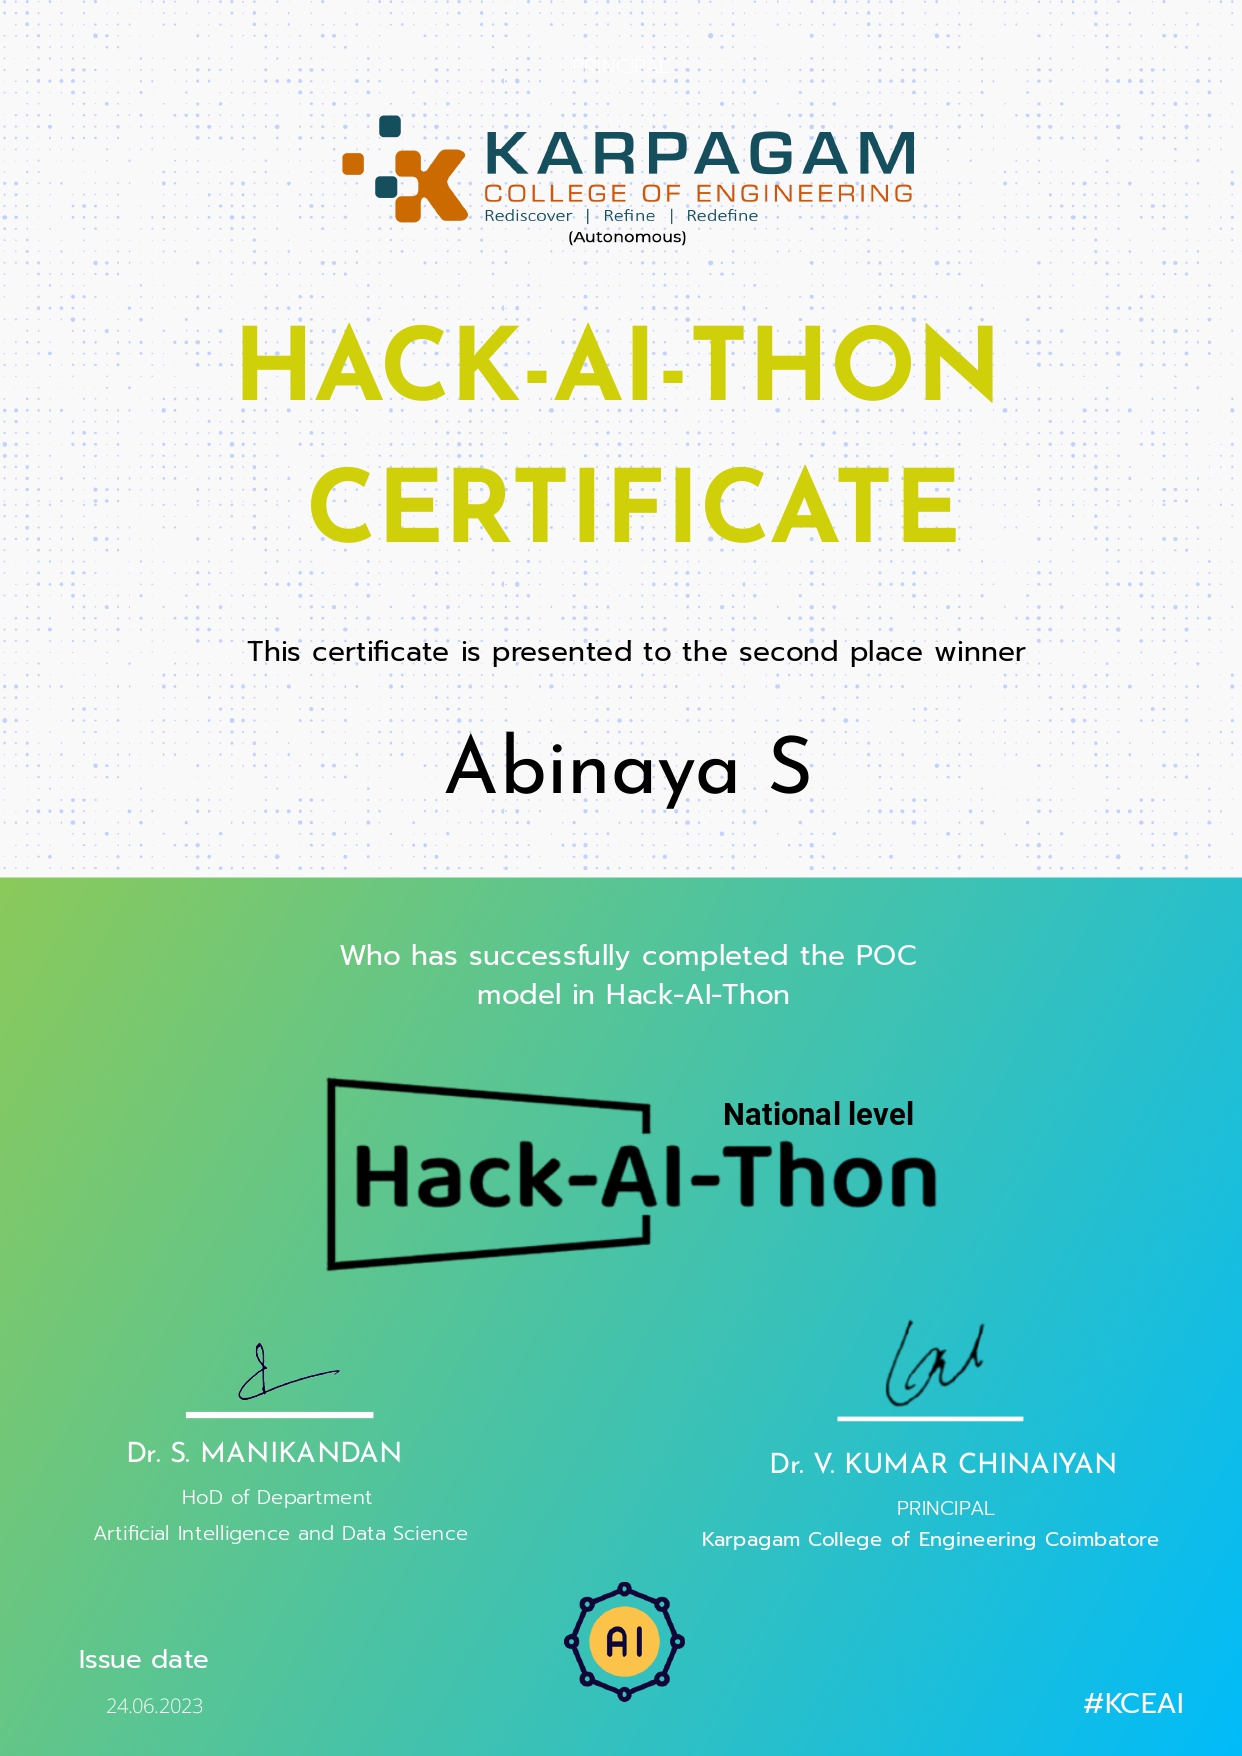 KARPAGAM
COLLEGE OF ENGINEERING
Rediscover | Refine | Redefine
(Autonomous)
HACK-AI-THON
CERTIFICATE
This certificate is presented to the second place winner
Abinaya S
Who has successfully completed the POC
model in Hack-AI-Thon
National level
Hack-AI-Thon
Dr. S. MANIKANDAN
HoD of Department
Artificial Intelligence and Data Science
Dr. V. KUMAR CHINAIYAN
PRINCIPAL
Karpagam College of Engineering Coimbatore
AI
Issue date
24.06.2023
#KCEAI